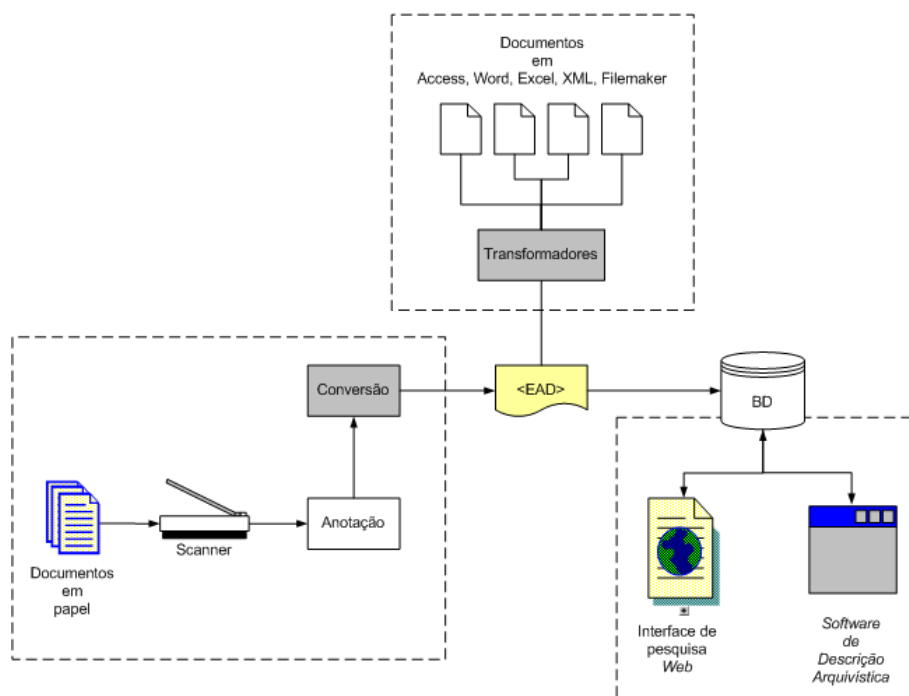 Documentos
em
Access, Word, Excel, XML, Filemaker
Transformadores
Conversão
<EAD>
BD
Anotação
Scanner
Documentos
em
papel
Interface de
pesquisa
Web
Software
de
Descrição
Arquivística